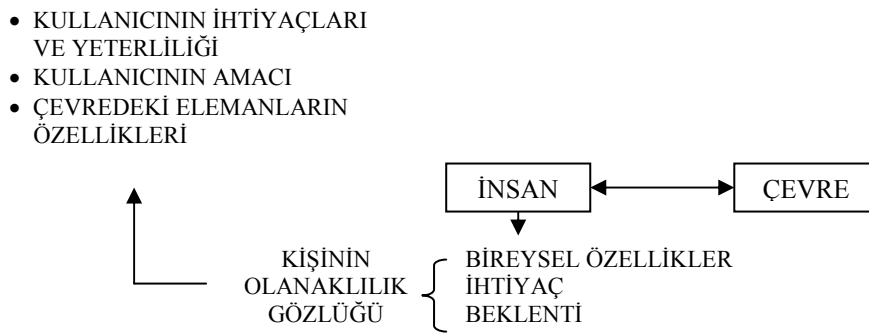 • KULLANICININ İHTİYAÇLARI
VE YETERLİLİĞİ
• KULLANICININ AMACI
• ÇEVREDEKİ ELEMANLARIN
ÖZELLİKLERİ
İNSAN
ÇEVRE
KİŞİNİN
OLANAKLILIK
GÖZLÜĞÜ
BİREYSEL ÖZELLİKLER
İHTİYAÇ
BEKLENTİ